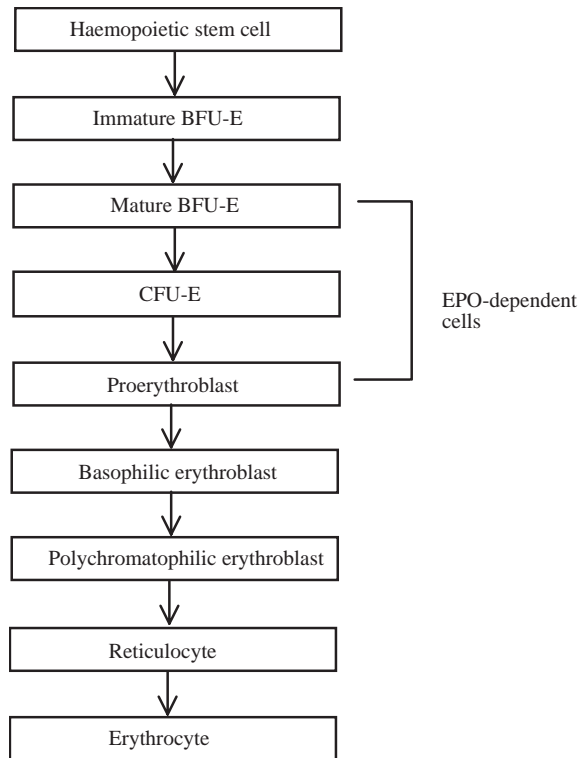 Haemopoietic stem cell
Immature BFU-E
Mature BFU-E
CFU-E
EPO-dependent
cells
Proerythroblast
Basophilic erythroblast
Polychromatophilic erythroblast
Reticulocyte
Erythrocyte